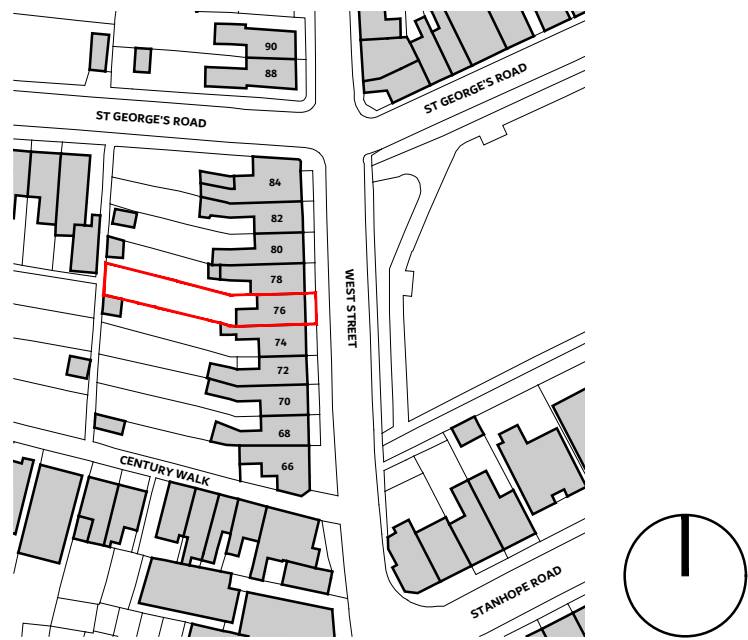 90
88
ST GEORGE'S ROAD
ST GEORGE'S ROAD
84
82
80
78
76
74
72
70
68
66
WEST STREET
CENTURY WALK
STANHOPE ROAD